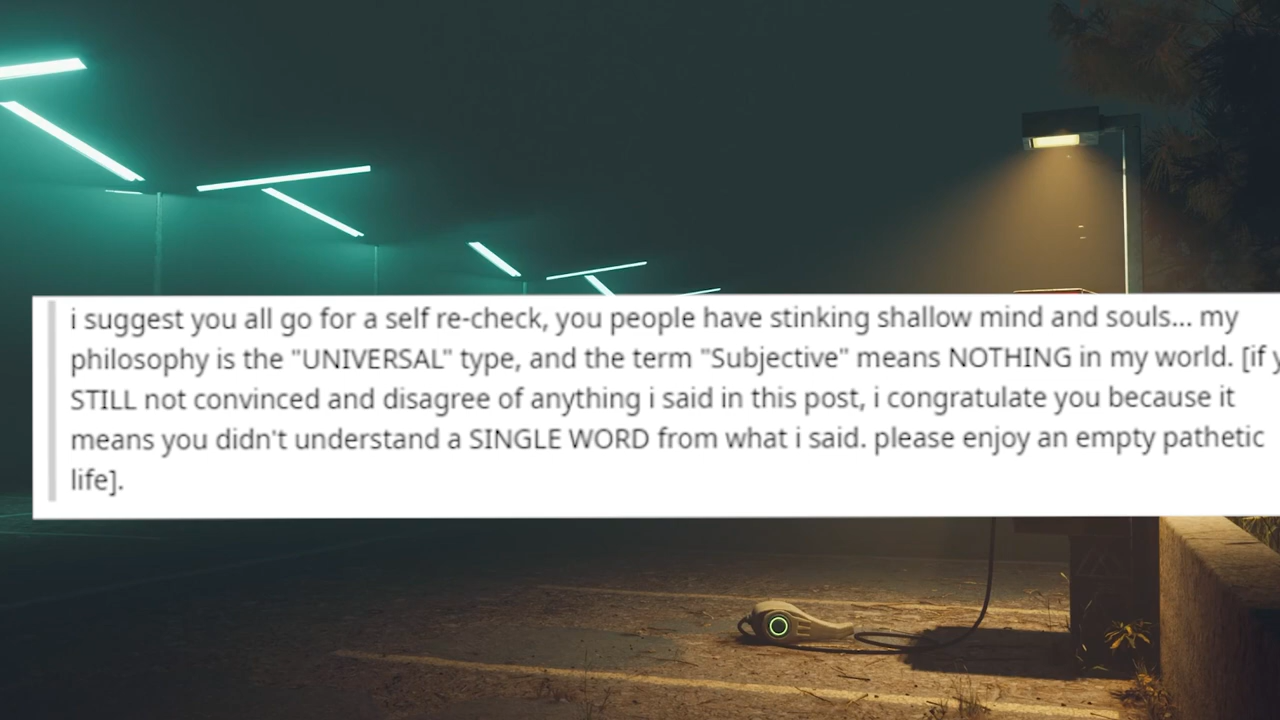 i suggest you all go for a self re-check, you people have stinking shallow mind and souls... my
philosophy is the "UNIVERSAL" type, and the term "Subjective" means NOTHING in my world. [if
STILL not convinced and disagree of anything i said in this post, i congratulate you because it
means you didn't understand a SINGLE WORD from what i said. please enjoy an empty pathetic
life].